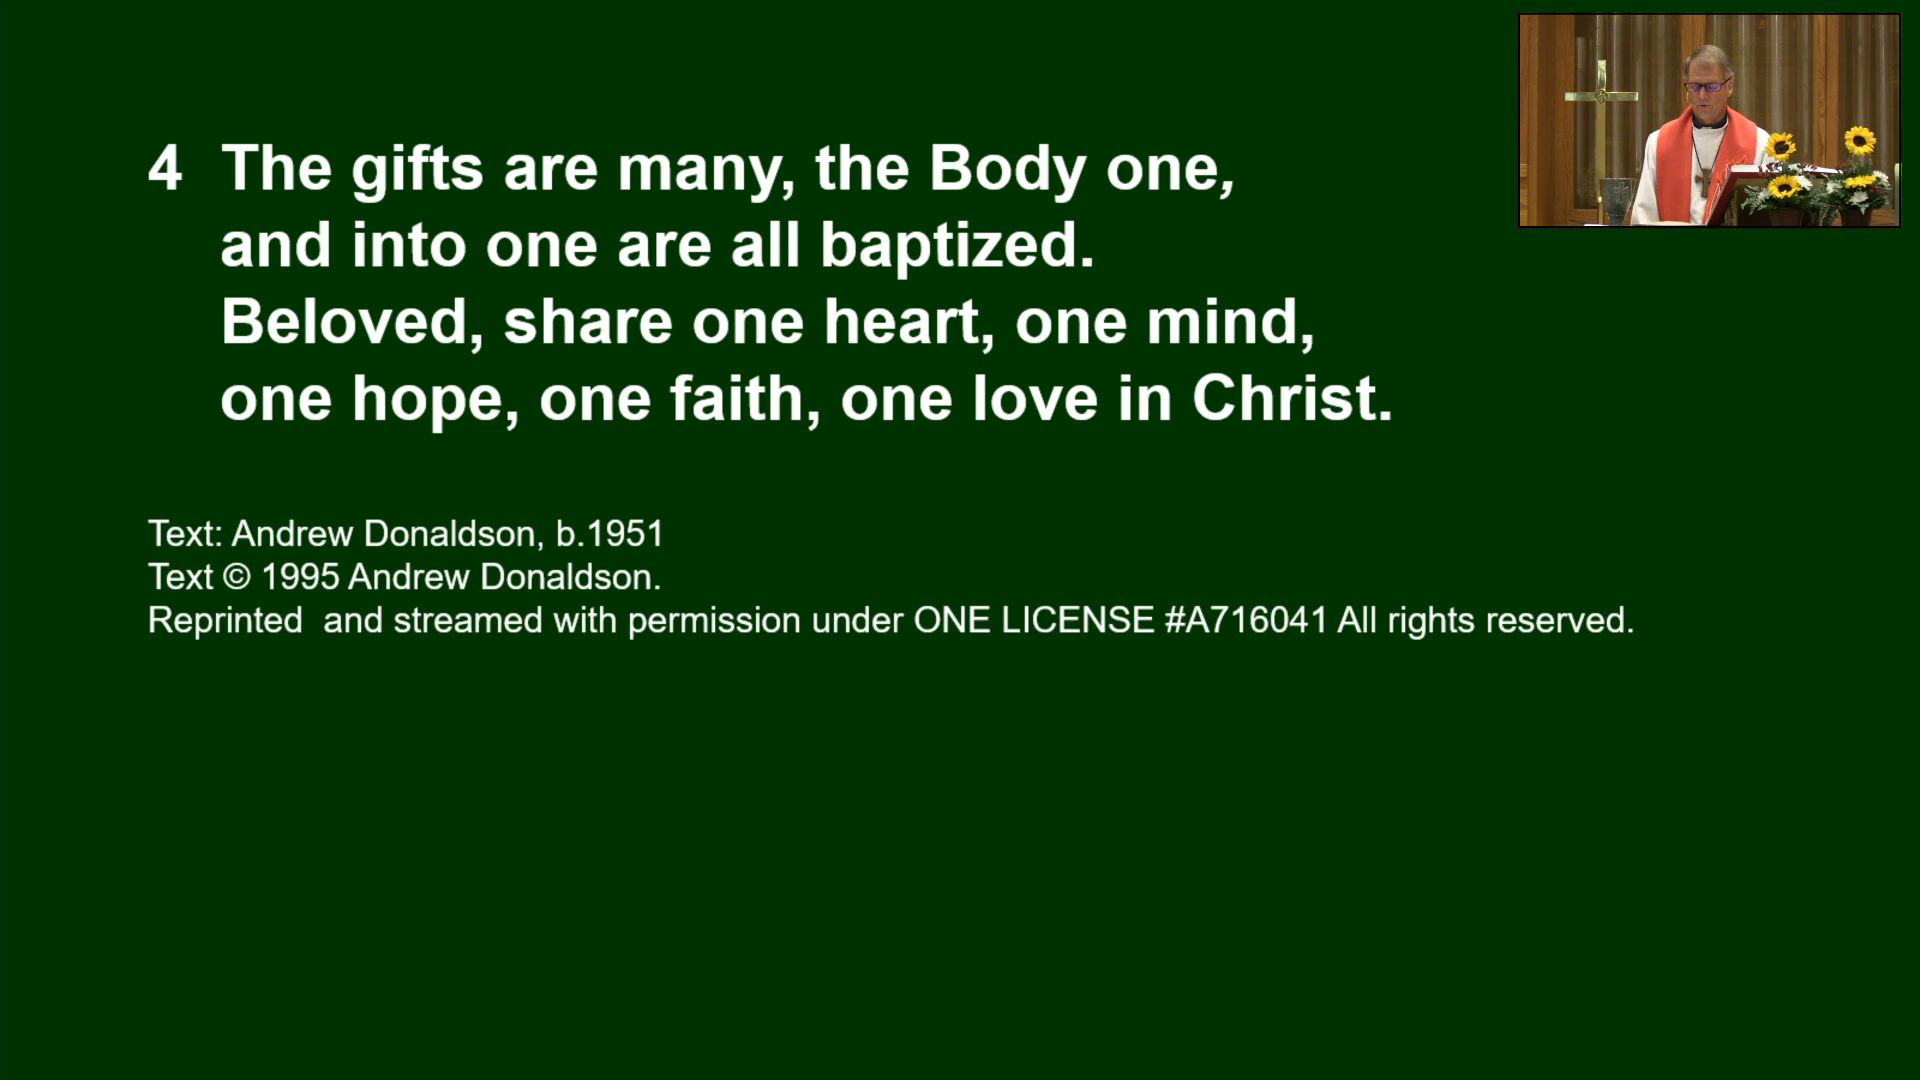 4 The gifts are many, the Body one,
and into one are all baptized.
Beloved, share one heart, one mind,
one hope, one faith, one love in Christ.
Text: Andrew Donaldson, b.1951
Text © 1995 Andrew Donaldson.
Reprinted  and streamed with permission under ONE LICENSE #A716041 All rights reserved.